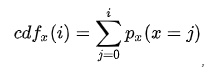 $cdf_x(i) = \sum_{j=0}^{i} p_x(x = j)$